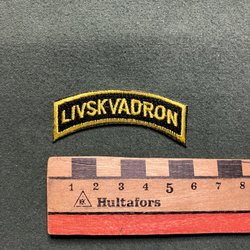 LIVSKVADRON
1 2 3 4 5 6 7 8
Hultafors